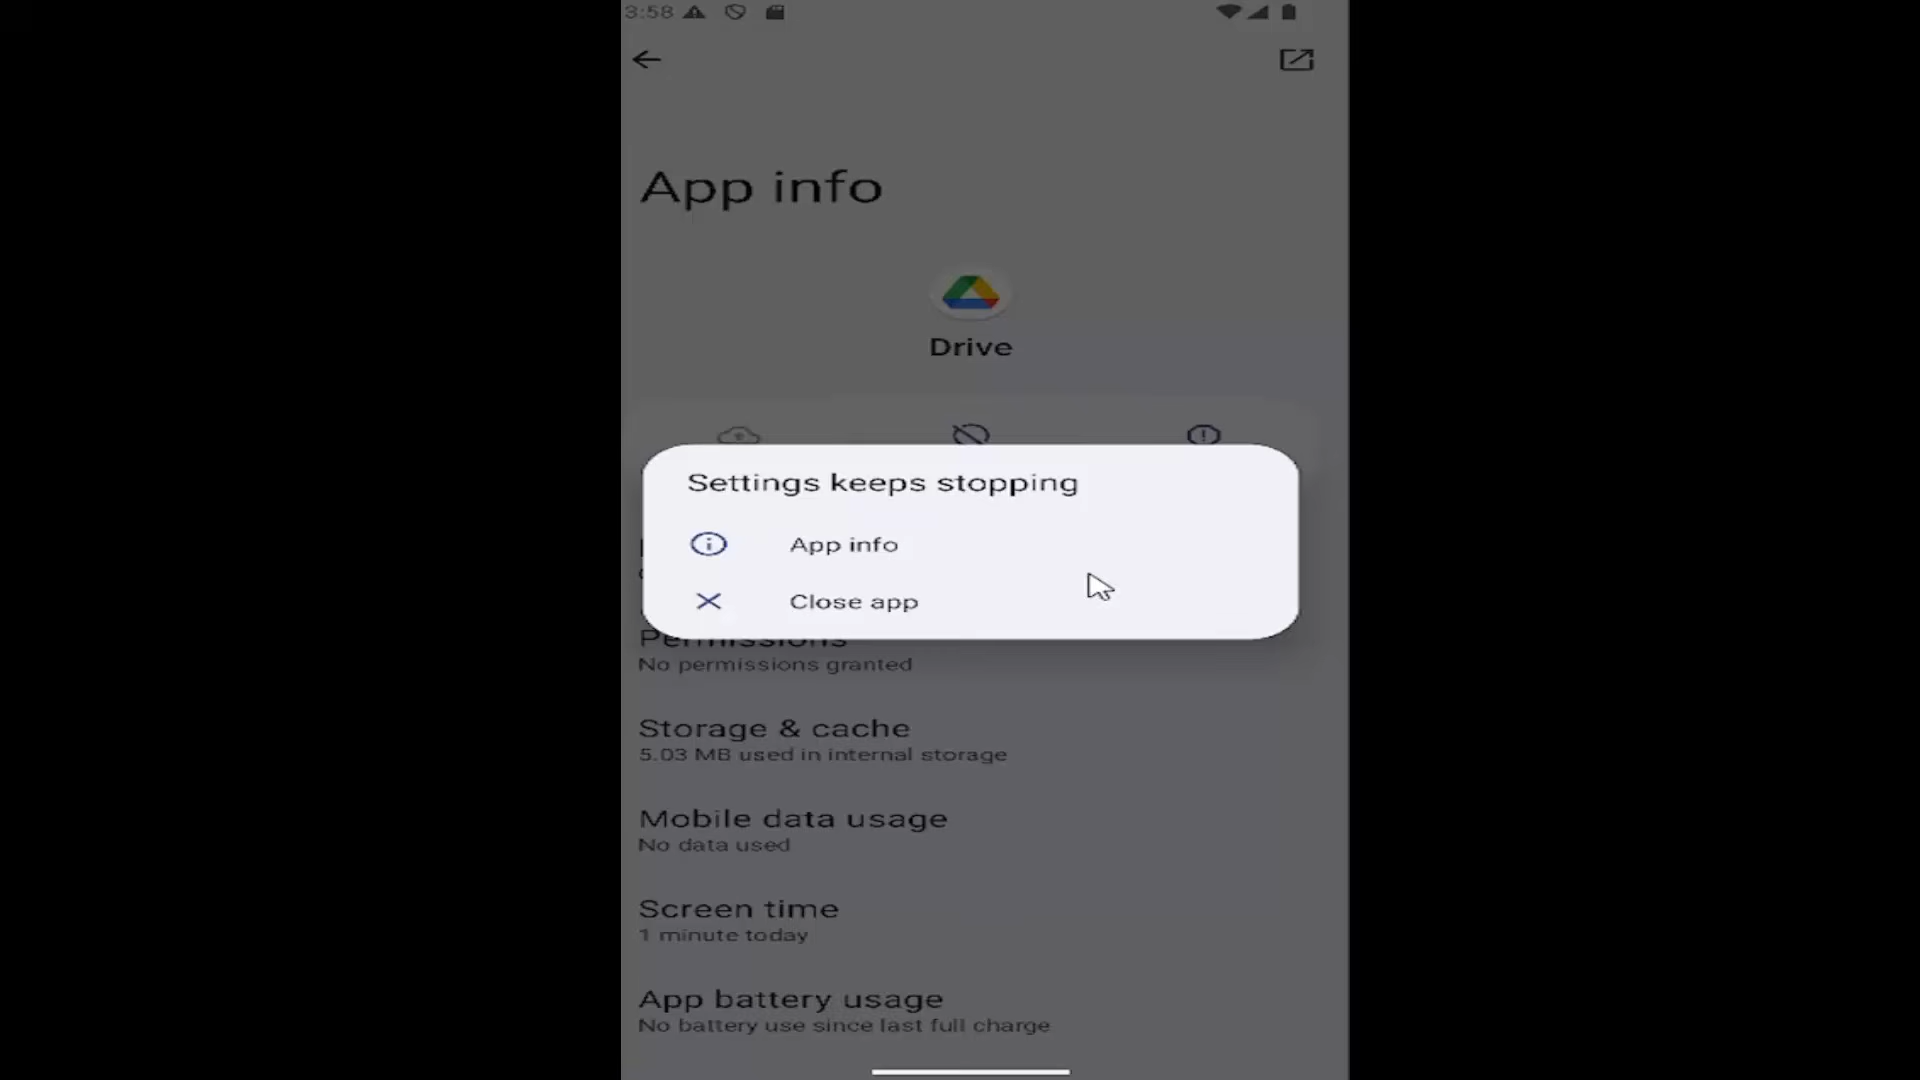 3:58
App info
Drive
Settings keeps stopping
App info
Close app
Permissions
No permissions granted
Storage & cache
5.03 MB used in internal storage
Mobile data usage
No data used
Screen time
1 minute today
App battery usage
No battery use since last full charge